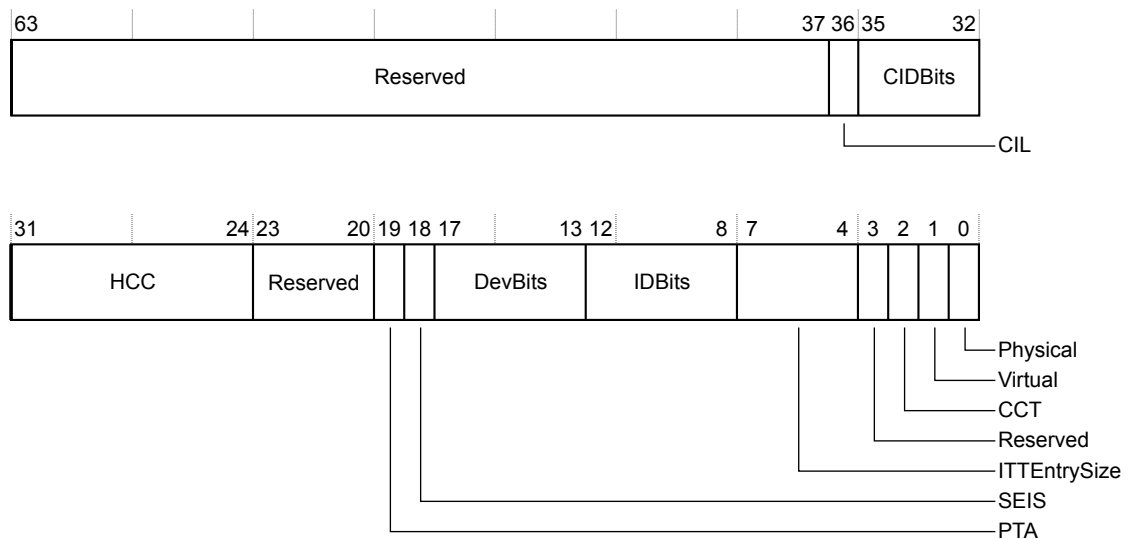 63 37 36 35 32
Reserved CIDBits
CIL
31 24 23 20 19 18 17 13 12 8 7 4 3 2 1 0
HCC Reserved DevBits IDBits
Physical
Virtual
CCT
Reserved
ITTEntrySize
SEIS
PTA